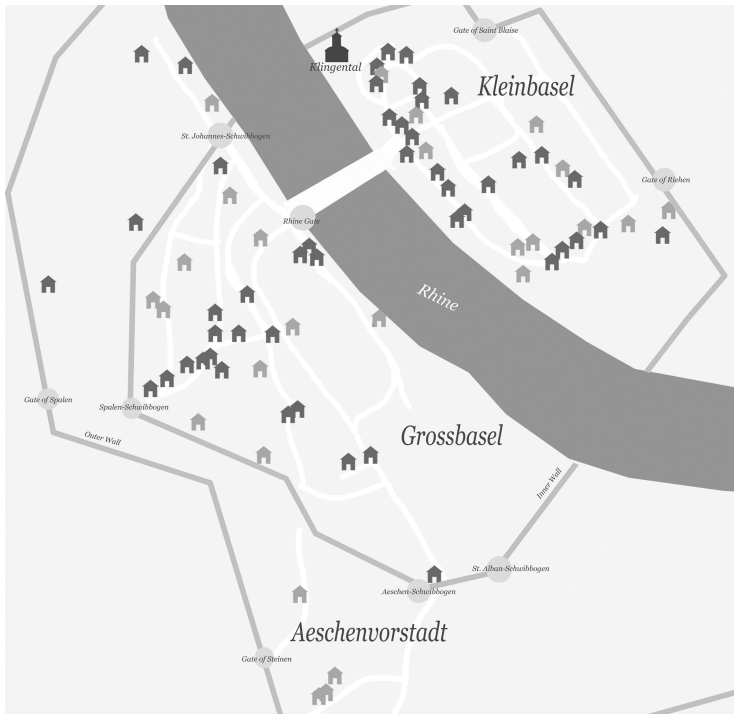 Gate of Saint Blaise
Klingental
Kleinbasel
St. Johannes-Schwibbogen
Gate of Riehen
Rhine Gate
Rhine
Gate of Spalen
Spalen-Schwibbogen
Outer Wall
Grossbasel
Inner Wall
St. Alban-Schwibbogen
Aeschen-Schwibbogen
Aeschenvorstadt
Gate of Steinen